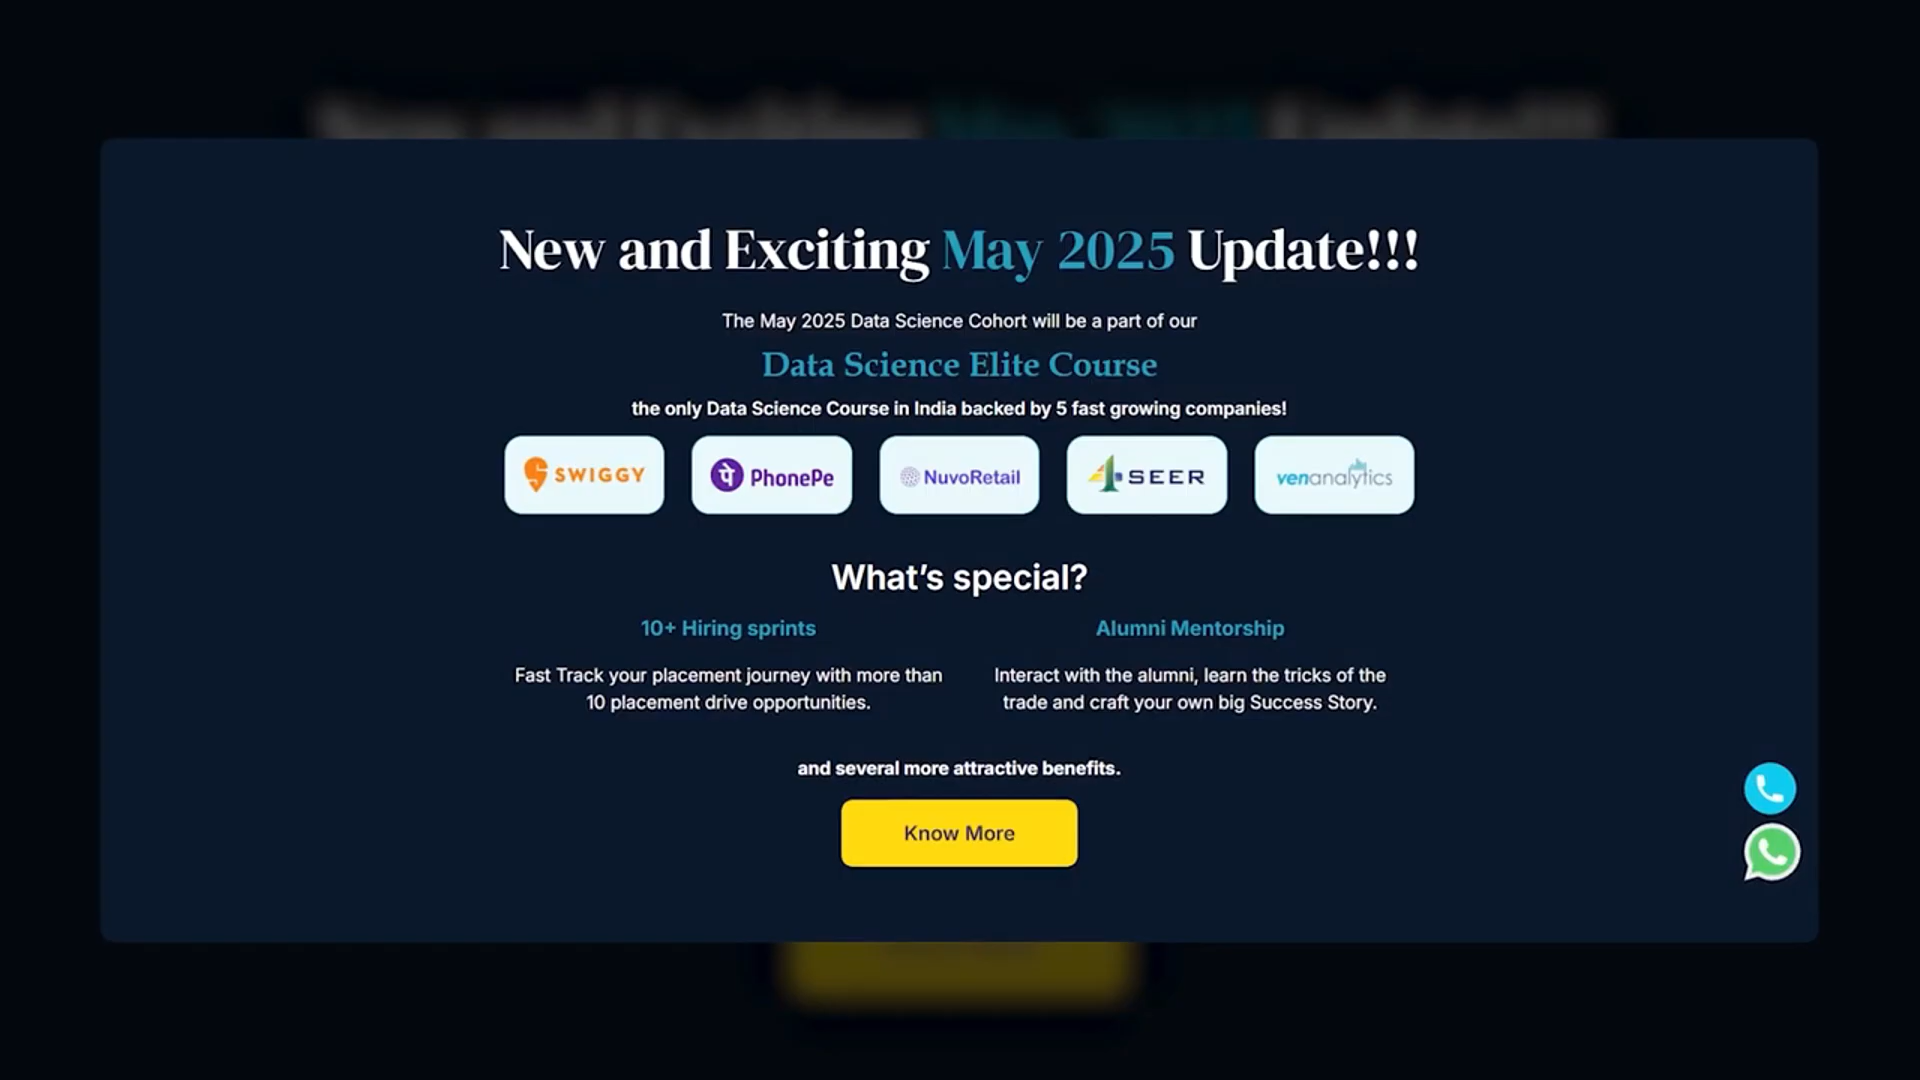 New and Exciting May 2025 Update!!!
The May 2025 Data Science Cohort will be a part of our
Data Science Elite Course
the only Data Science Course in India backed by 5 fast growing companies!
SWIGGY
PhonePe
NuvoRetail
4SEER
venanalytics
What's special?
10+ Hiring sprints
Fast Track your placement journey with more than
10 placement drive opportunities.
Alumni Mentorship
Interact with the alumni, learn the tricks of the
trade and craft your own big Success Story.
and several more attractive benefits.
Know More